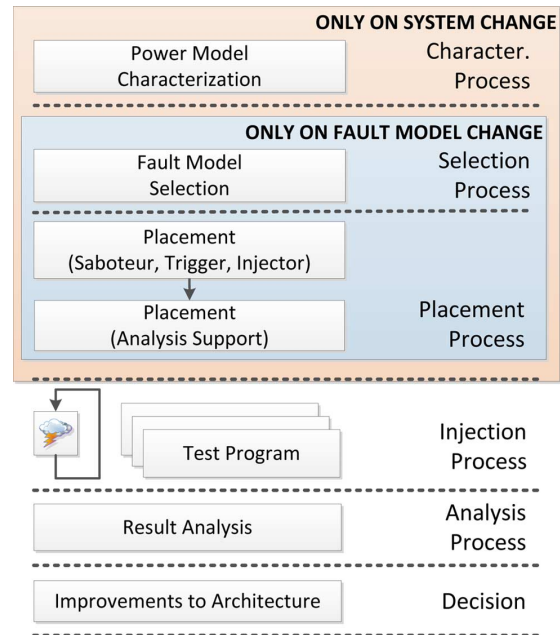 ONLY ON SYSTEM CHANGE
Power Model
Characterization
Character.
Process
ONLY ON FAULT MODEL CHANGE
Fault Model
Selection
Selection
Process
Placement
(Saboteur, Trigger, Injector)
Placement
(Analysis Support)
Placement
Process
Test Program
Injection
Process
Result Analysis
Analysis
Process
Improvements to Architecture
Decision